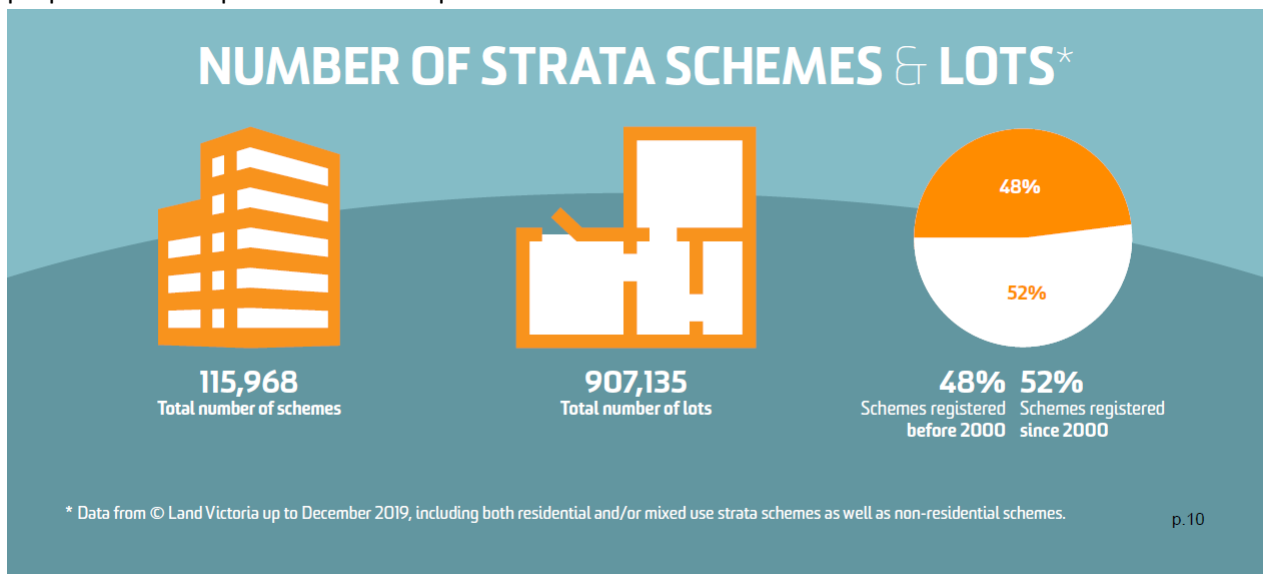 NUMBER OF STRATA SCHEMES & LOTS*
48%
52%
115,968
Total number of schemes
907,135
Total number of lots
48%
Schemes registered
before 2000
52%
Schemes registered
since 2000
* Data from © Land Victoria up to December 2019, including both residential and/or mixed use strata schemes as well as non-residential schemes.
p.10